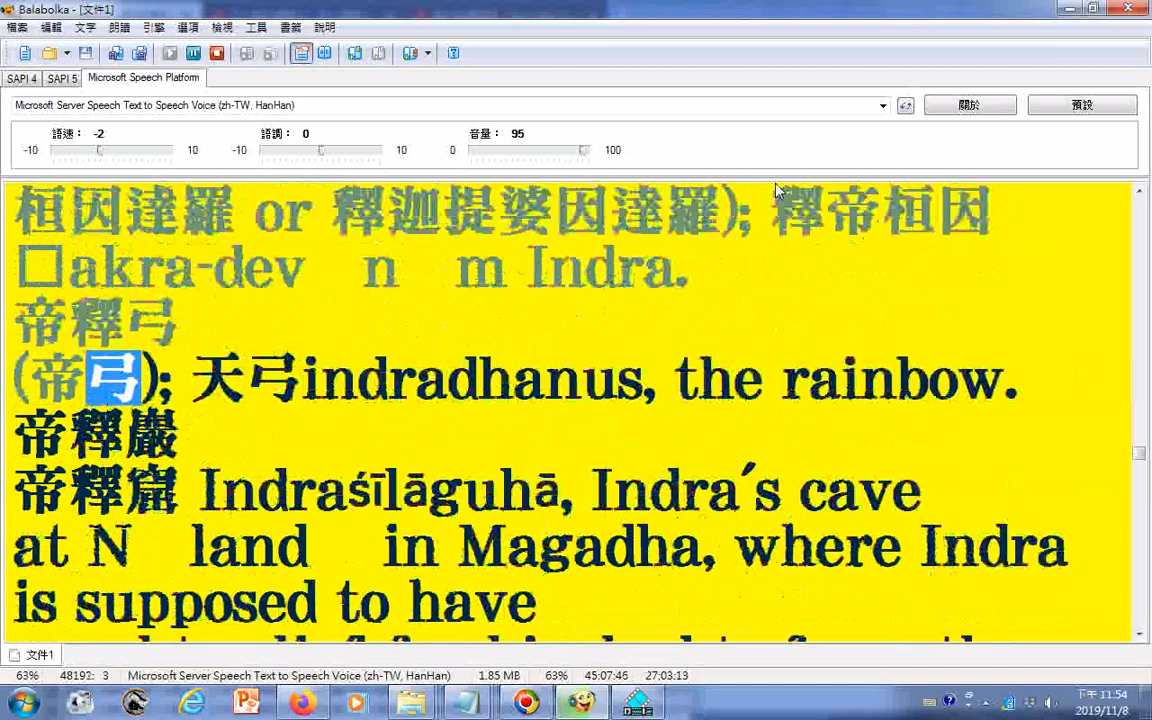 Balabolka - [文件1]
檔案 編輯 文字 朗讀 引擎 選項 檢視 工具 書籤 說明
SAPI 4 SAPI 5 Microsoft Speech Platform
Microsoft Server Speech Text to Speech Voice (zh-TW, HanHan) 關於 預設
語速： -2 語調： 0 音量： 95
-10 10 -10 10 0 100
桓因達羅 or 釋迦提婆因達羅); 釋帝桓因
□akra-dev n m Indra.
帝釋弓
(帝弓); 天弓indradhanus, the rainbow.
帝釋巖
帝釋窟 Indraśīlāguhā, Indra's cave
at N land in Magadha, where Indra
is supposed to have
文件1
63% 48192: 3 Microsoft Server Speech Text to Speech Voice (zh-TW, HanHan) 1.85 MB 63% 45:07:46 27:03:13
下午 11:54
2019/11/8